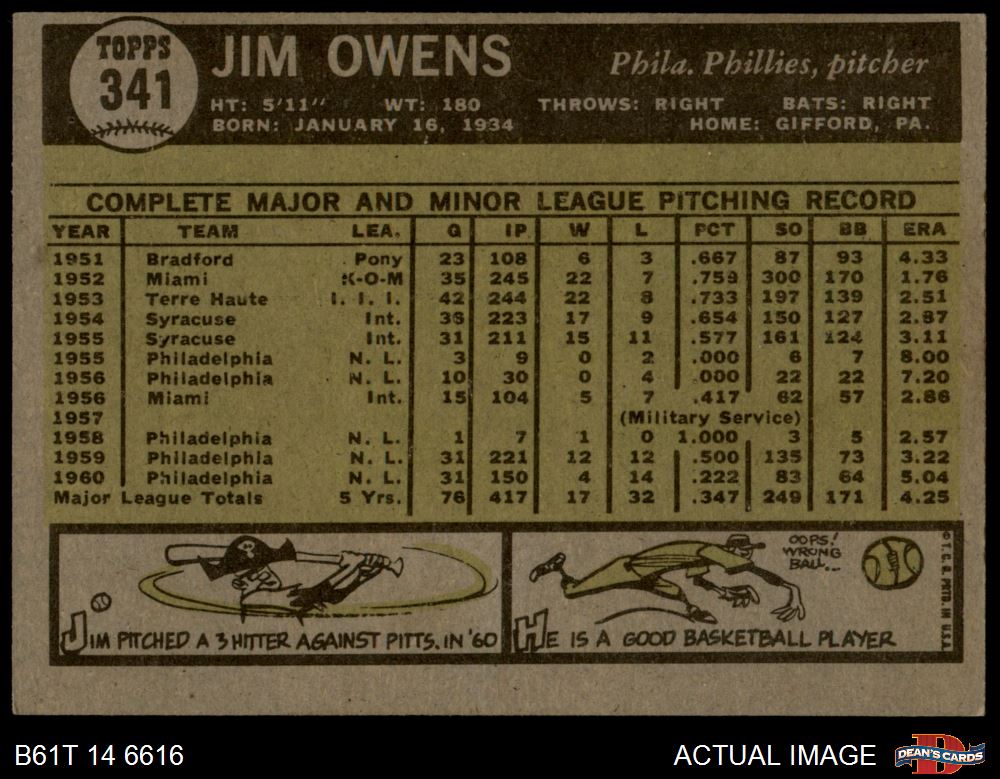 TOPPS
341
JIM OWENS
Phila. Phillies, pitcher
HT: 5'11" WT: 180 THROWS: RIGHT BATS: RIGHT
BORN: JANUARY 16, 1934 HOME: GIFFORD, PA.
COMPLETE MAJOR AND MINOR LEAGUE PITCHING RECORD
YEAR TEAM LEA. G IP W L PCT SO BB ERA
1951 Bradford Pony 23 108 6 3 .667 87 93 4.33
1952 Miami K-O-M 35 245 22 7 .759 300 170 1.76
1953 Terre Haute I. I. I. 42 244 22 8 .733 197 139 2.51
1954 Syracuse Int. 38 223 17 9 .654 150 127 2.87
1955 Syracuse Int. 31 211 15 11 .577 161 124 3.11
1955 Philadelphia N. L. 3 9 0 2 .000 6 7 8.00
1956 Philadelphia N. L. 10 30 0 4 .000 22 22 7.20
1956 Miami Int. 15 104 5 7 .417 62 57 2.86
1957 (Military Service)
1958 Philadelphia N. L. 1 7 1 0 1.000 3 5 2.57
1959 Philadelphia N. L. 31 221 12 12 .500 135 73 3.22
1960 Philadelphia N. L. 31 150 4 14 .222 83 64 5.04
Major League Totals 5 Yrs. 76 417 17 32 .347 249 171 4.25
JIM PITCHED A 3 HITTER AGAINST PITTS. IN '60
OOPS!
WRONG
BALL...
HE IS A GOOD BASKETBALL PLAYER
© T. C. G. PRTD. IN U.S.A.
B61T 14 6616
ACTUAL IMAGE
DEAN'S CARDS